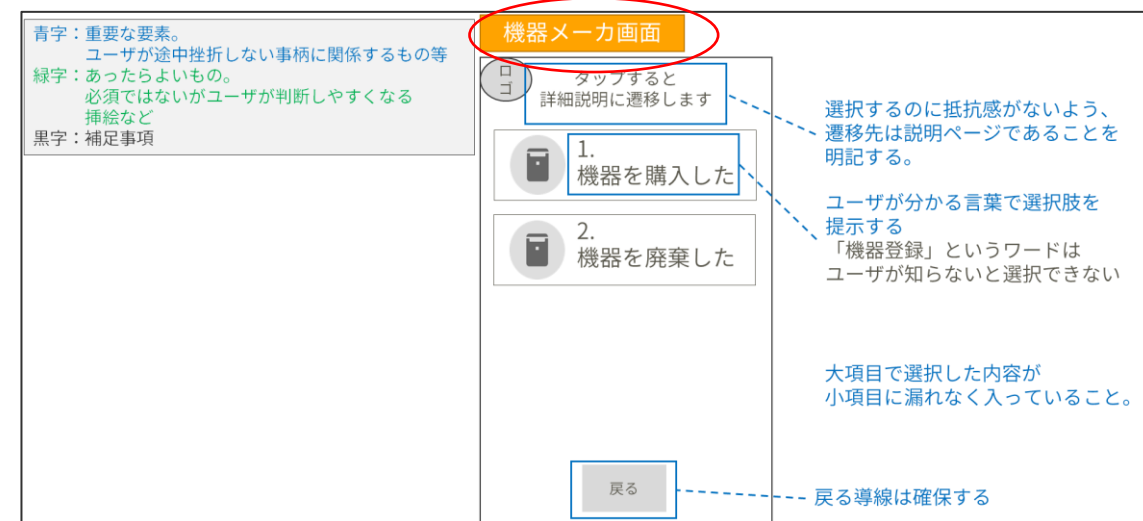 青字：重要な要素。
ユーザが途中挫折しない事柄に関係するもの等
緑字：あったらよいもの。
必須ではないがユーザが判断しやすくなる
挿絵など
黒字：補足事項
機器メーカ画面
ロゴ
タップすると
詳細説明に遷移します
1.
機器を購入した
2.
機器を廃棄した
戻る
選択するのに抵抗感がないよう、
遷移先は説明ページであることを
明記する。
ユーザが分かる言葉で選択肢を
提示する
「機器登録」というワードは
ユーザが知らないと選択できない
大項目で選択した内容が
小項目に漏れなく入っていること。
戻る導線は確保する